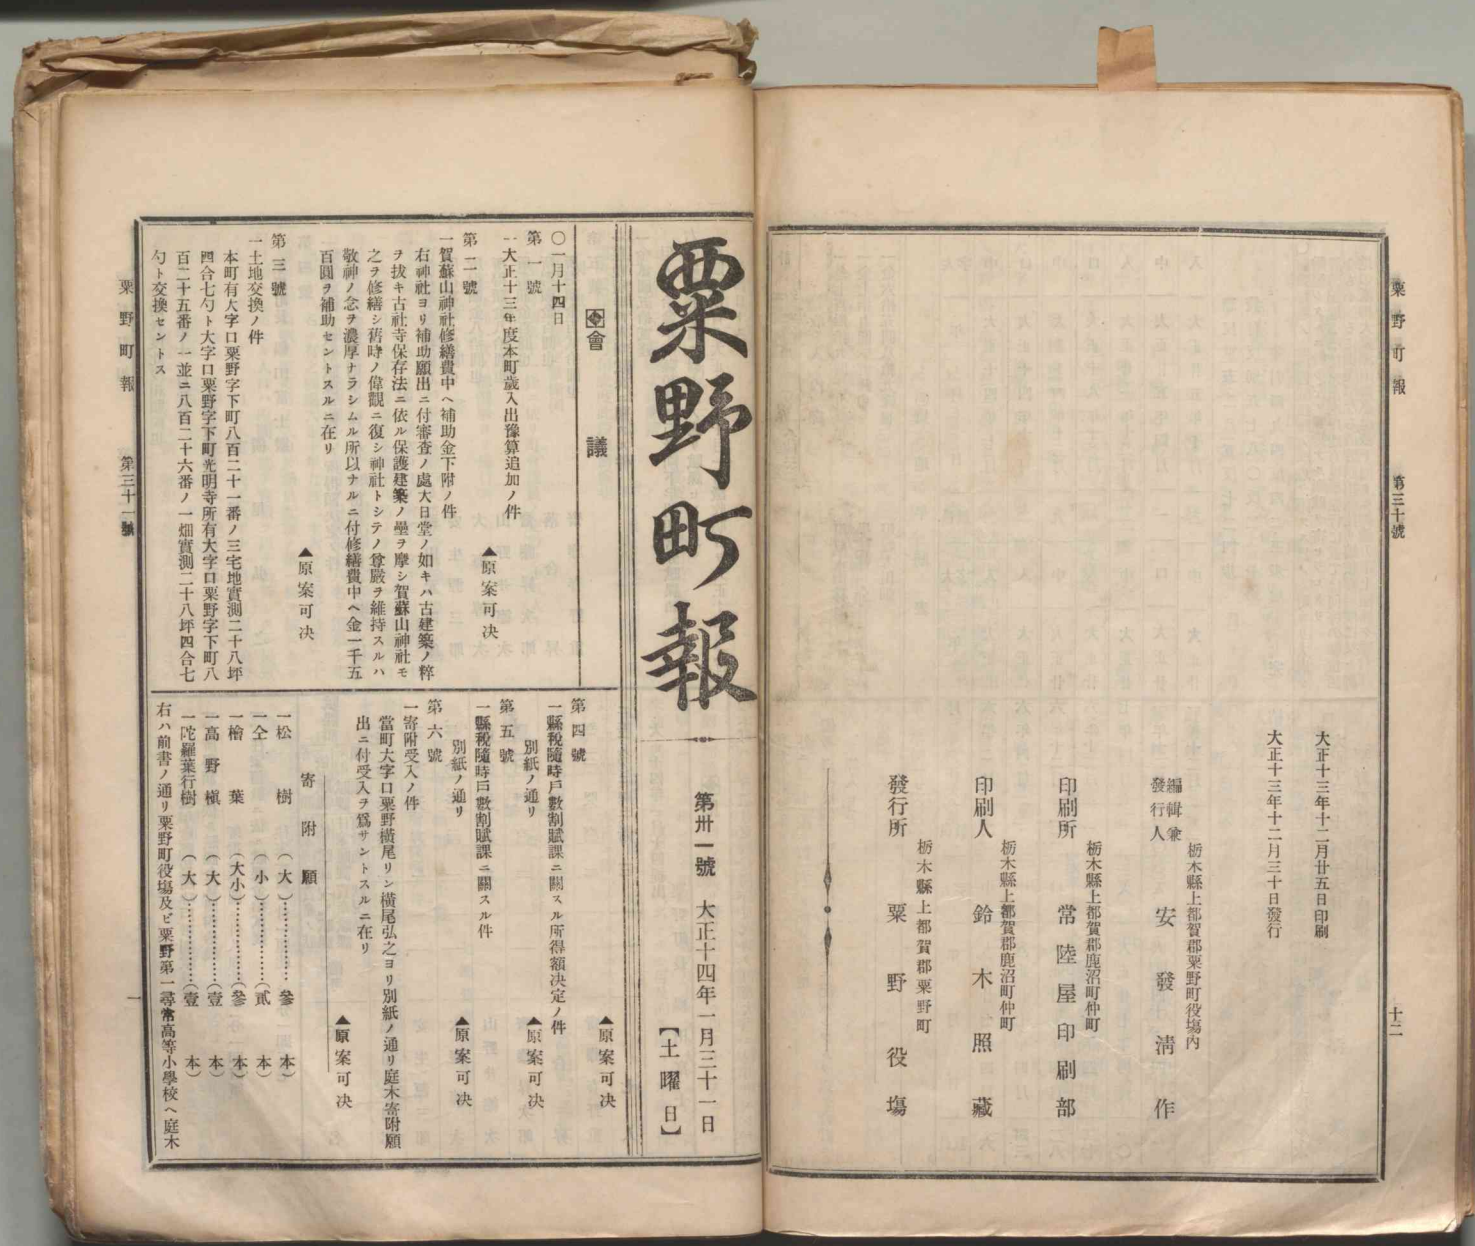 粟野町報
第三十號
十二
大正十三年十二月廿五日印刷
大正十三年十二月三十日發行
栃木縣上都賀郡粟野町役塲内
編輯兼
發行人
安發上淸作
栃木縣上都賀郡鹿沼町仲町
印刷所
常陸屋印刷部
栃木縣上都賀郡鹿沼町仲町
印刷人
鈴木照藏
栃木縣上都賀郡粟野町
發行所
粟野役塲
粟野町報
第卅一號
大正十四年一月三十一日
【土曜日】
會議
〇一月十四日
第一號
一大正十三年度本町歲入出豫算追加ノ件
▲原案可决
第二號
一賀蘇山神社修繕費中ヘ補助金下附ノ件
右神社ヨリ補助願出ニ付審査ノ處大日堂ノ如キハ古建築ノ粹
ヲ拔キ古社寺保存法ニ依ル保護建築ノ壘ヲ摩シ賀蘇山神社モ
之ヲ修繕シ舊時ノ偉觀ニ復シ神社トシテノ尊嚴ヲ維持スルハ
敬神ノ念ヲ濃厚ナラシムル所以ナルニ付修繕費中ヘ金一千五
百圓ヲ補助セントスルニ在リ
▲原案可决
第三號
一土地交換ノ件
本町有大字口粟野字下町八百二十一番ノ三宅地實測二十八坪
四合七勺ト大字口粟野字下町光明寺所有大字口粟野字下町八
百二十五番ノ一並ニ八百二十六番ノ一畑實測二十八坪四合七
勺ト交換セントス
▲原案可决
第四號
一縣稅隨時戶數割賦課ニ關スル所得額决定ノ件
別紙ノ通リ
▲原案可决
第五號
一縣稅隨時戶數割賦課ニ關スル件
別紙ノ通リ
▲原案可决
第六號
一寄附受入ノ件
當町大字口粟野橫尾リン橫尾弘之ヨリ別紙ノ通リ庭木寄附願
出ニ付受入ヲ爲サントスルニ在リ
▲原案可决
寄附願
一松樹(大)……………(參本)
一仝(小)……………(貳本)
一檜葉(大小)……………(參本)
一高野槇(大)……………(壹本)
一陀羅葉行樹(大)……………(壹本)
右ハ前書ノ通リ粟野町役塲及ビ粟野第一尋常高等小學校ヘ庭木
粟野町報
第三十一號
一